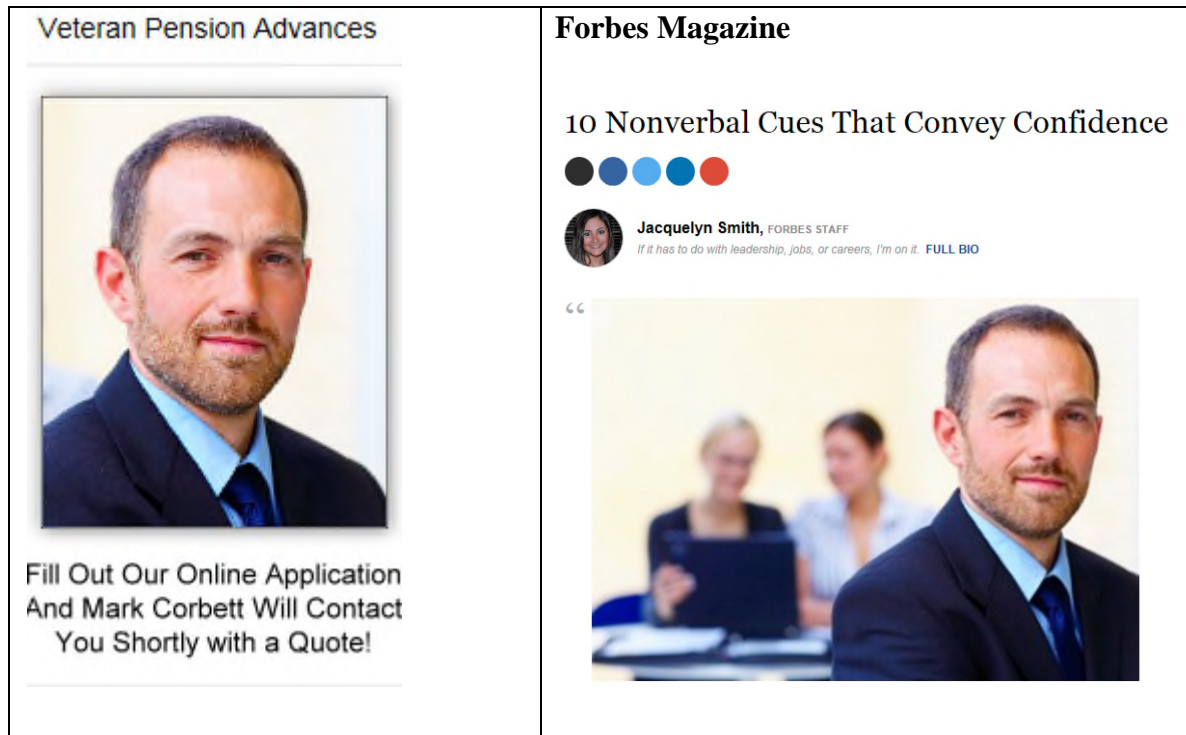 Veteran Pension Advances
Fill Out Our Online Application
And Mark Corbett Will Contact
You Shortly with a Quote!
Forbes Magazine
10 Nonverbal Cues That Convey Confidence
Jacquelyn Smith, FORBES STAFF
If it has to do with leadership, jobs, or careers, I'm on it. FULL BIO
“